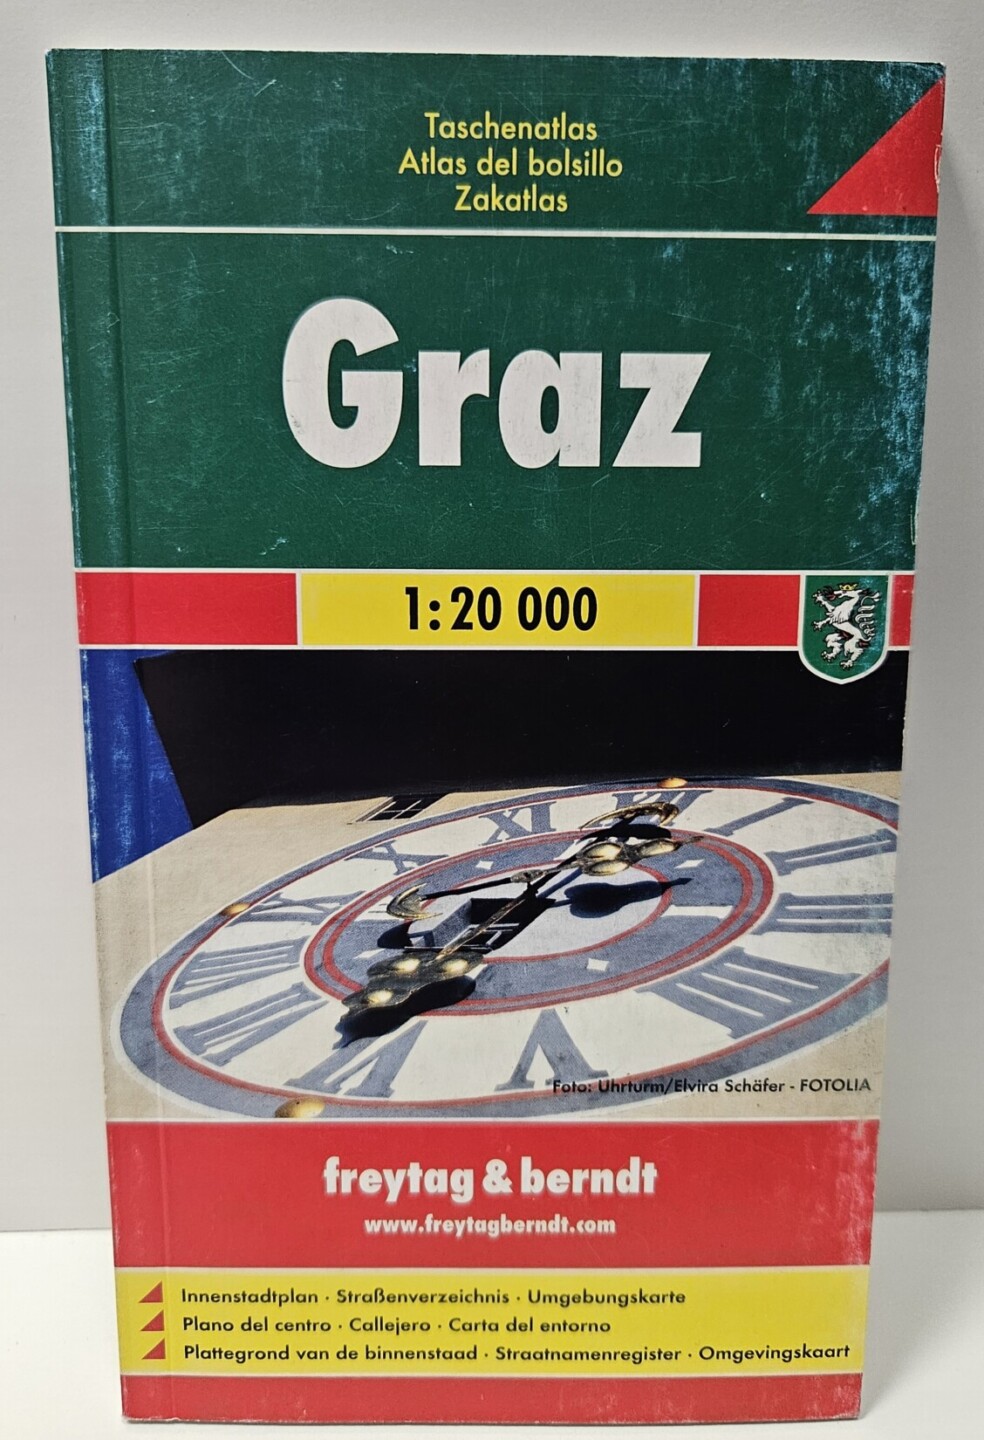 Taschenatlas
Atlas del bolsillo
Zakatlas
Graz
1:20 000
Foto: Uhrturm/Elvira Schäfer - FOTOLIA
freytag & berndt
www.freytagberndt.com
Innenstadtplan · Straßenverzeichnis · Umgebungskarte
Plano del centro · Callejero · Carta del entorno
Plattegrond van de binnenstaad · Straatnamenregister · Omgevingskaart